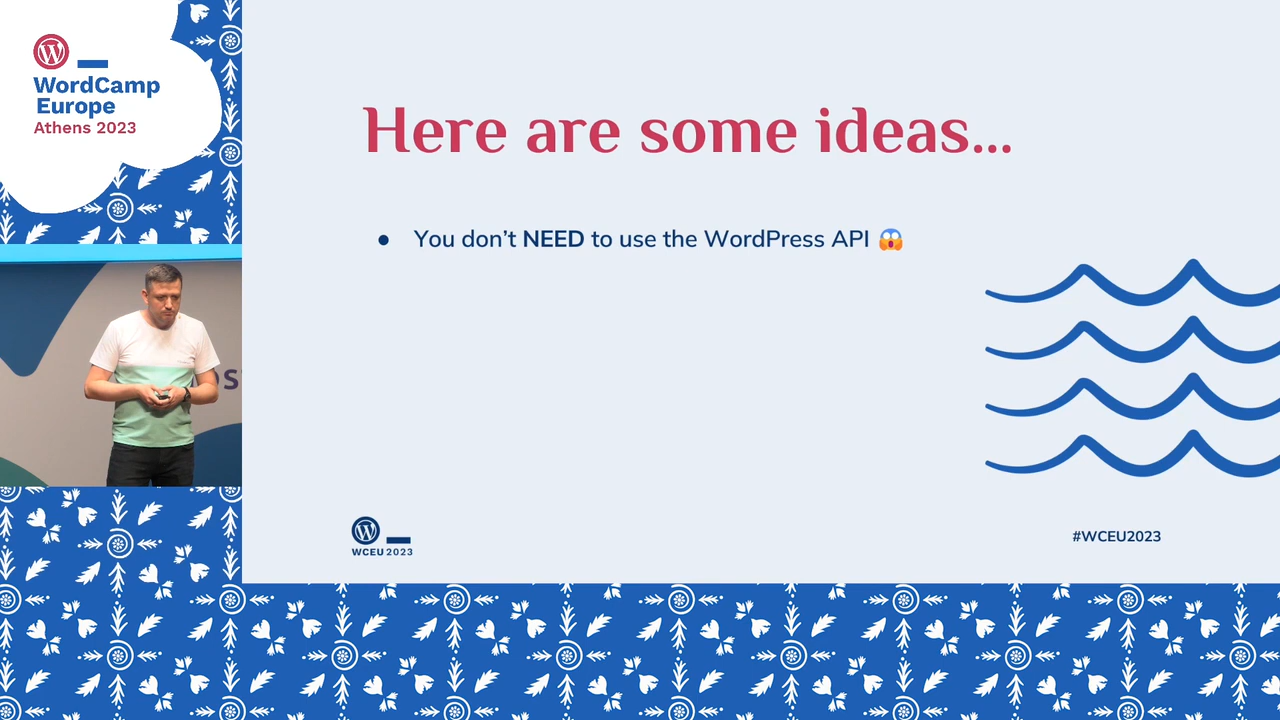 WordCamp
Europe
Athens 2023
Here are some ideas...
• You don’t NEED to use the WordPress API 😱
WCEU 2023
#WCEU2023